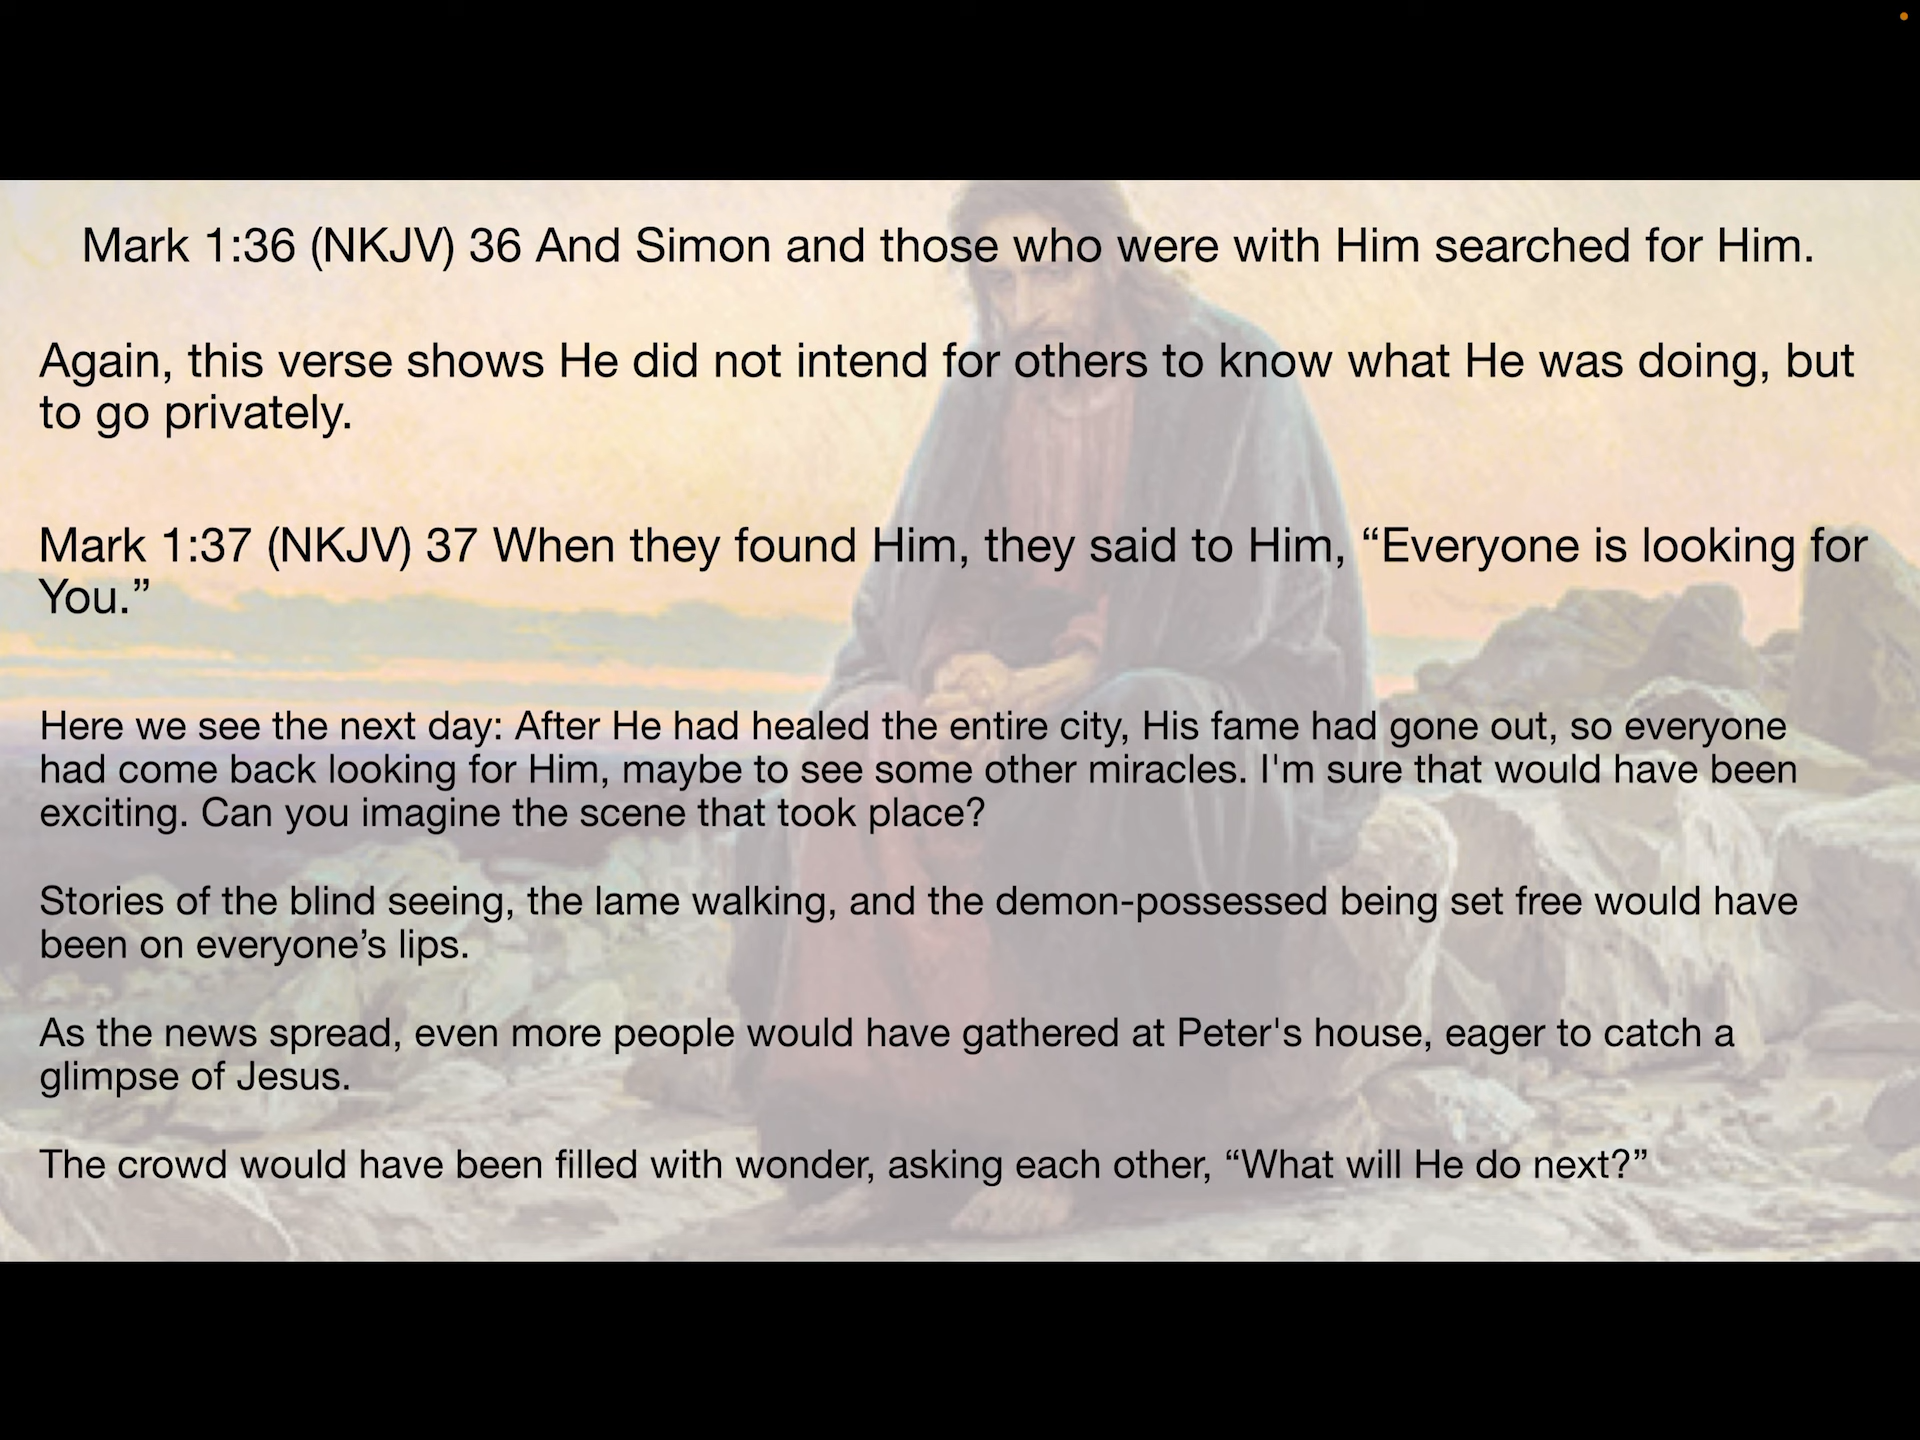 Mark 1:36 (NKJV) 36 And Simon and those who were with Him searched for Him.
Again, this verse shows He did not intend for others to know what He was doing, but
to go privately.
Mark 1:37 (NKJV) 37 When they found Him, they said to Him, “Everyone is looking for
You.”
Here we see the next day: After He had healed the entire city, His fame had gone out, so everyone
had come back looking for Him, maybe to see some other miracles. I'm sure that would have been
exciting. Can you imagine the scene that took place?
Stories of the blind seeing, the lame walking, and the demon-possessed being set free would have
been on everyone’s lips.
As the news spread, even more people would have gathered at Peter's house, eager to catch a
glimpse of Jesus.
The crowd would have been filled with wonder, asking each other, “What will He do next?”